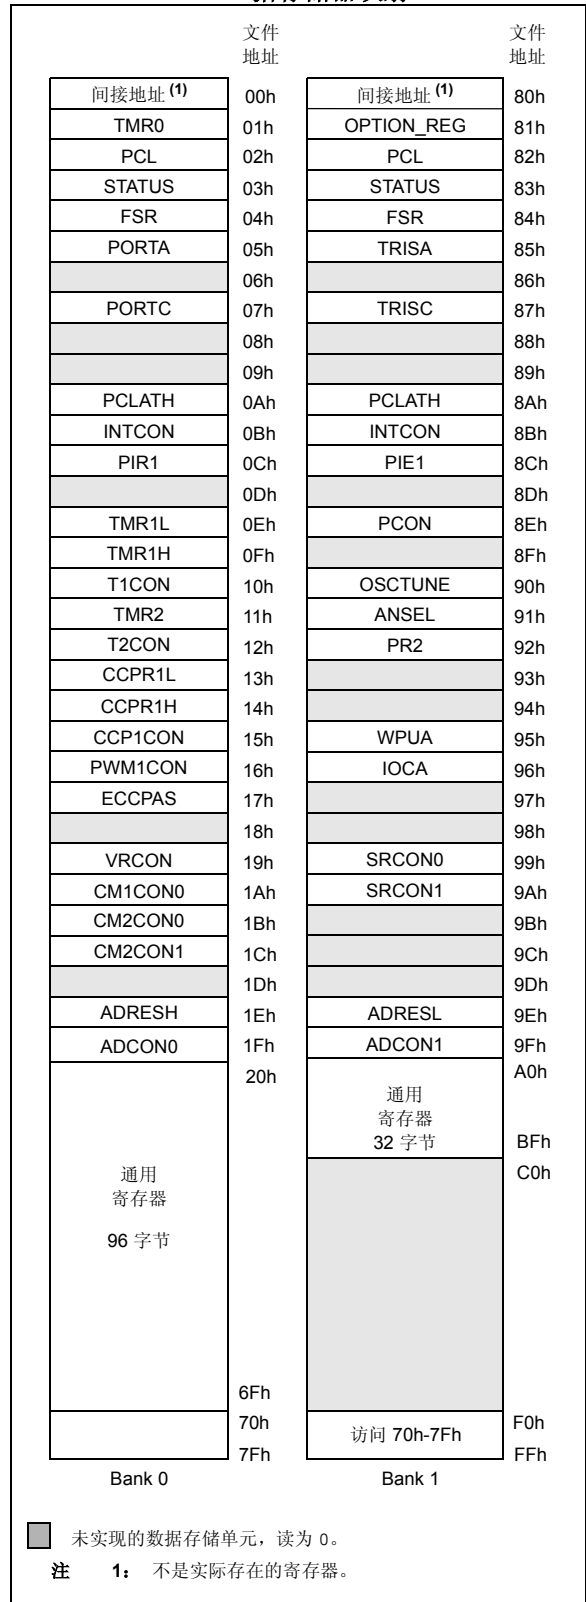 文件 文件
地址 地址
间接地址 (1) 00h 间接地址 (1) 80h
TMR0 01h OPTION_REG 81h
PCL 02h PCL 82h
STATUS 03h STATUS 83h
FSR 04h FSR 84h
PORTA 05h TRISA 85h
06h 86h
PORTC 07h TRISC 87h
08h 88h
09h 89h
PCLATH 0Ah PCLATH 8Ah
INTCON 0Bh INTCON 8Bh
PIR1 0Ch PIE1 8Ch
0Dh 8Dh
TMR1L 0Eh PCON 8Eh
TMR1H 0Fh 8Fh
T1CON 10h OSCTUNE 90h
TMR2 11h ANSEL 91h
T2CON 12h PR2 92h
CCPR1L 13h 93h
CCPR1H 14h 94h
CCP1CON 15h WPUA 95h
PWM1CON 16h IOCA 96h
ECCPAS 17h 97h
18h 98h
VRCON 19h SRCON0 99h
CM1CON0 1Ah SRCON1 9Ah
CM2CON0 1Bh 9Bh
CM2CON1 1Ch 9Ch
1Dh 9Dh
ADRESH 1Eh ADRESL 9Eh
ADCON0 1Fh ADCON1 9Fh
20h A0h
通用
寄存器
32 字节 BFh
C0h
通用
寄存器
96 字节
6Fh
70h 访问 70h-7Fh F0h
7Fh FFh
Bank 0 Bank 1
未实现的数据存储单元，读为 0。
注 1： 不是实际存在的寄存器。